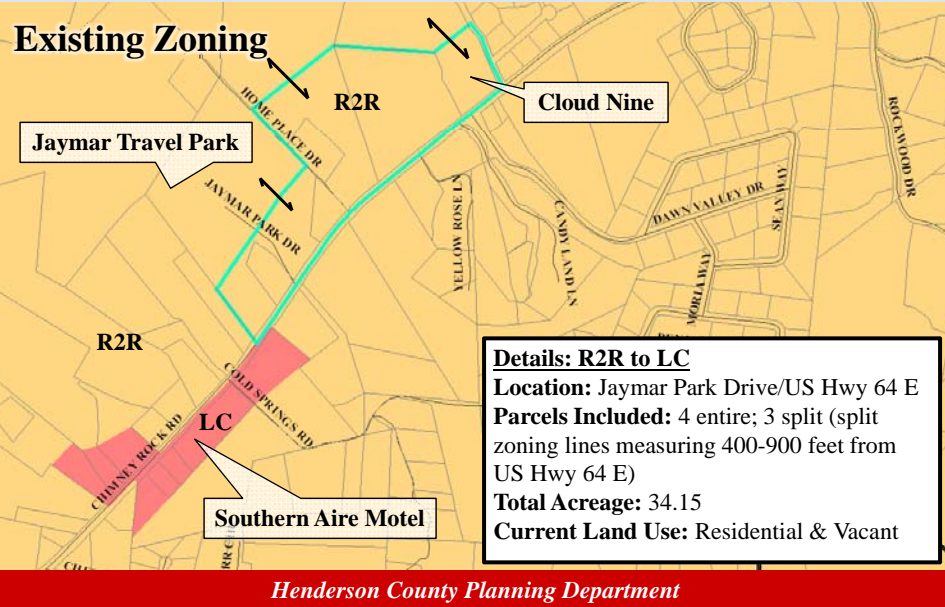 Existing Zoning
R2R
Cloud Nine
HOME PLACE DR
Jaymar Travel Park
JAYMAR PARK DR
ROCKWOOD DR
DAWN VALLEY DR
SEAN WAY
YELLOW ROSE LN
CANDY LAND LN
MORIA WAY
R2R
COLD SPRINGS RD
LC
CHIMNEY ROCK RD
Southern Aire Motel
Details: R2R to LC
Location: Jaymar Park Drive/US Hwy 64 E
Parcels Included: 4 entire; 3 split (split
zoning lines measuring 400-900 feet from
US Hwy 64 E)
Total Acreage: 34.15
Current Land Use: Residential & Vacant
Henderson County Planning Department